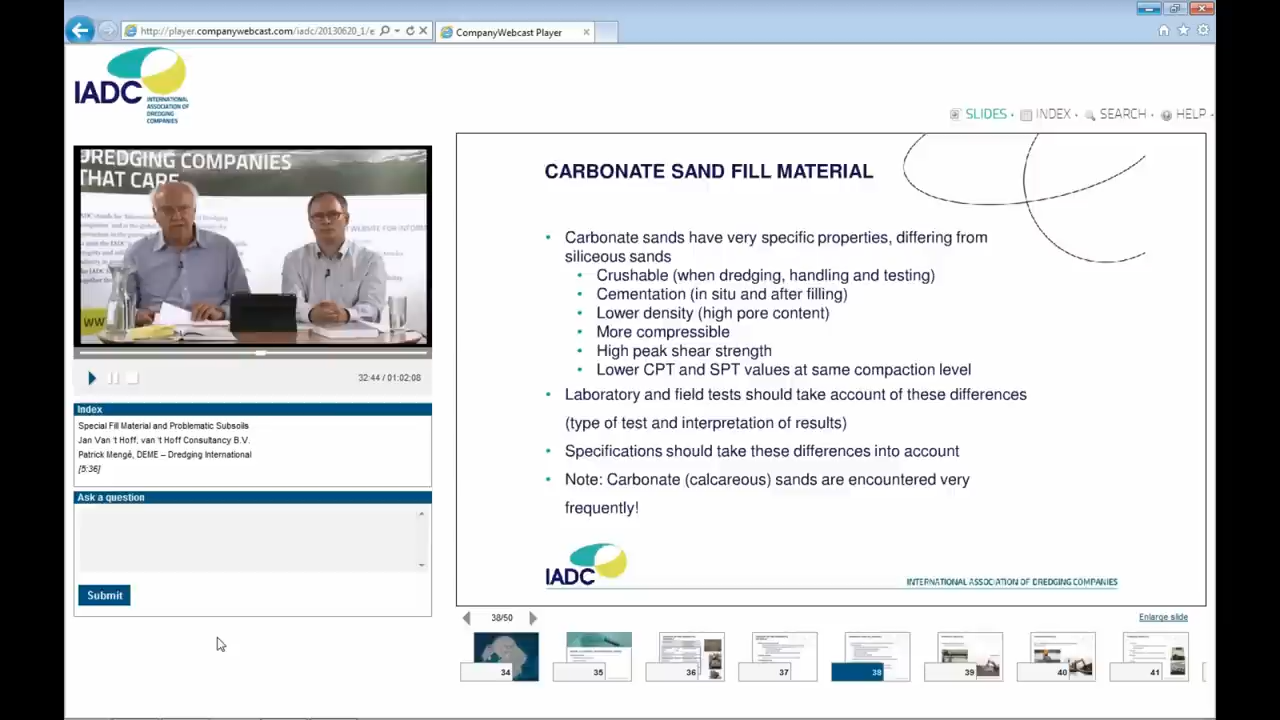 http://player.companywebcast.com/iadc/20130620_1/e
CompanyWebcast Player
IADC
INTERNATIONAL
ASSOCIATION OF
DREDGING
COMPANIES
SLIDES
INDEX
SEARCH
HELP
DREDGING COMPANIES
THAT CARE
32:44 / 01:02:08
Index
Special Fill Material and Problematic Subsoils
Jan Van 't Hoff, van 't Hoff Consultancy B.V.
Patrick Mengé, DEME – Dredging International
[5:36]
Ask a question
Submit
CARBONATE SAND FILL MATERIAL
• Carbonate sands have very specific properties, differing from
siliceous sands
• Crushable (when dredging, handling and testing)
• Cementation (in situ and after filling)
• Lower density (high pore content)
• More compressible
• High peak shear strength
• Lower CPT and SPT values at same compaction level
• Laboratory and field tests should take account of these differences
(type of test and interpretation of results)
• Specifications should take these differences into account
• Note: Carbonate (calcareous) sands are encountered very
frequently!
IADC
INTERNATIONAL ASSOCIATION OF DREDGING COMPANIES
38/50
Enlarge slide
34
35
36
37
38
39
40
41